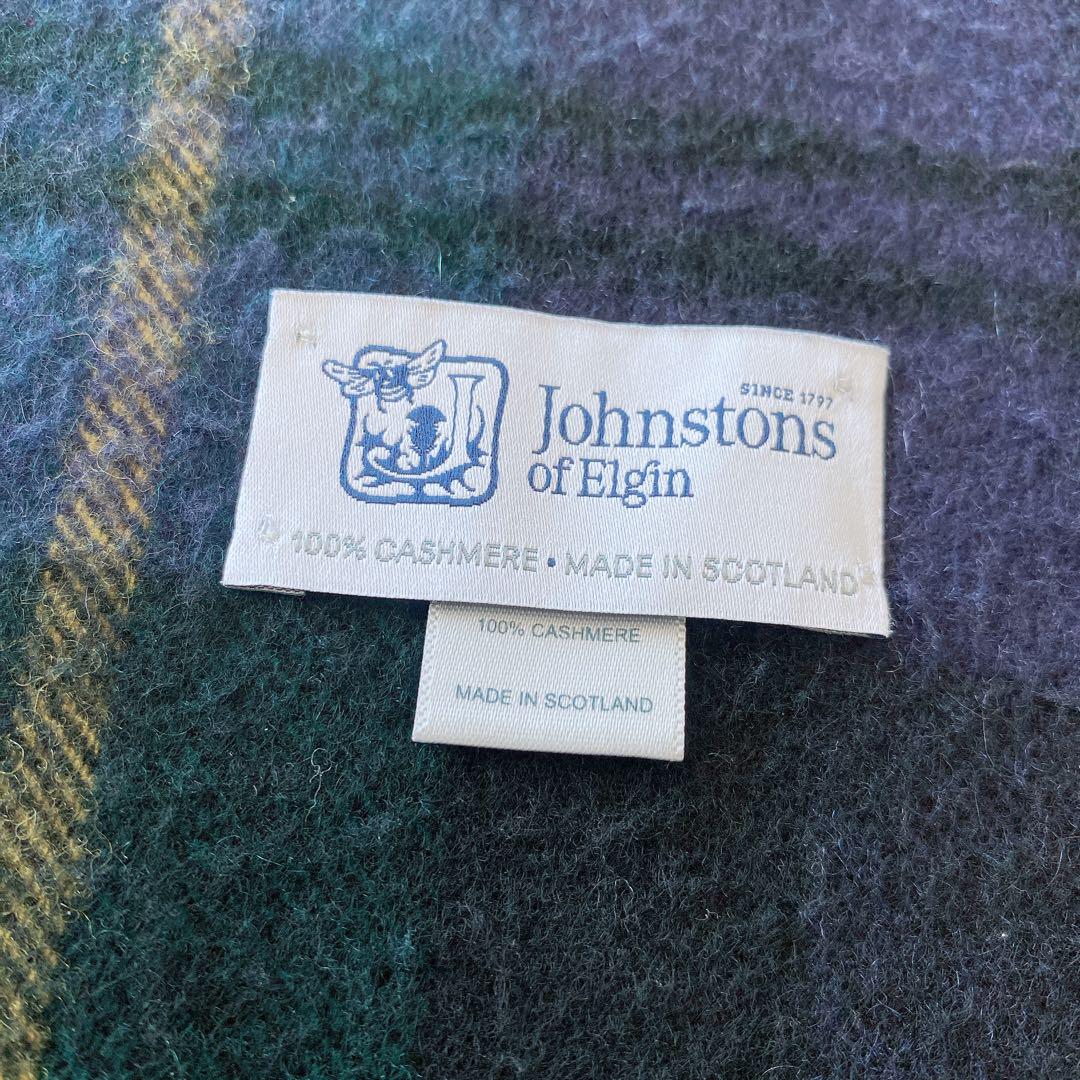 SINCE 1797
Johnstons
of Elgin
100% CASHMERE • MADE IN SCOTLAND
100% CASHMERE
MADE IN SCOTLAND